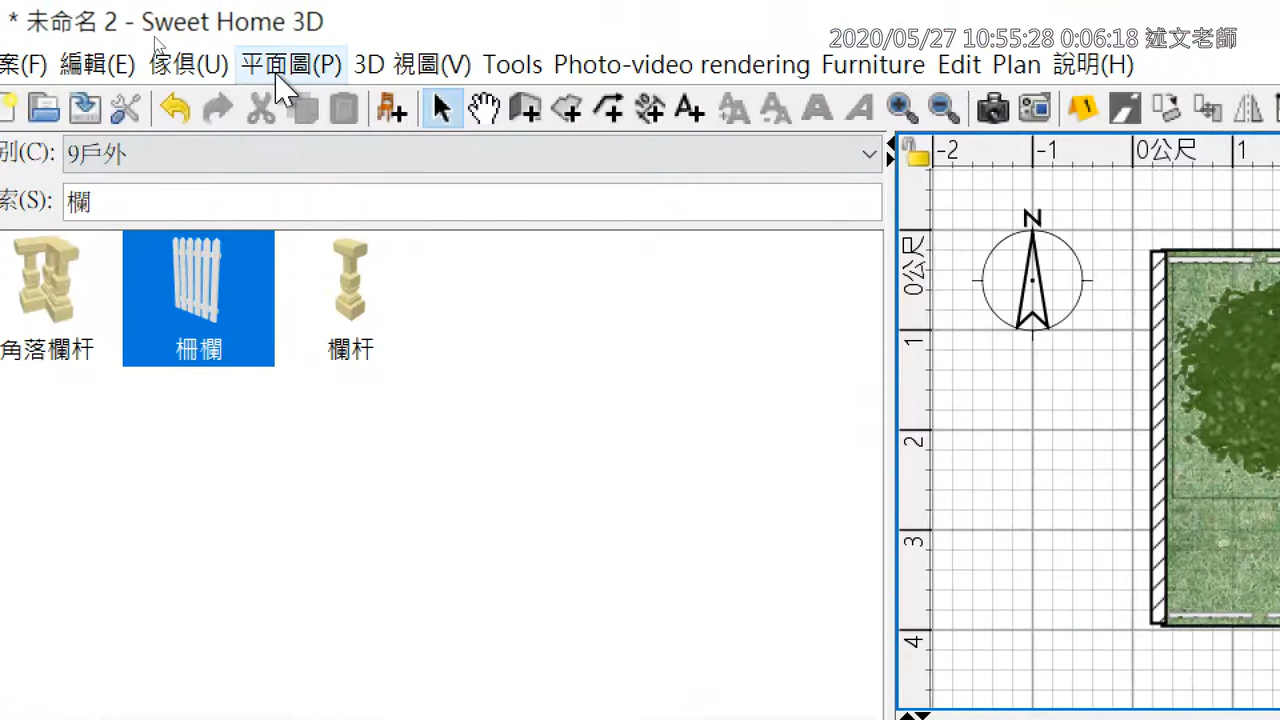 * 未命名 2 - Sweet Home 3D
2020/05/27 10:55:28 0:06:18 述文老師
案(F) 編輯(E) 傢俱(U) 平面圖(P) 3D 視圖(V) Tools Photo-video rendering Furniture Edit Plan 說明(H)
別(C): 9戶外
索(S): 欄
角落欄杆 柵欄 欄杆
-2 -1 0公尺 1
N
0公尺
1
2
3
4